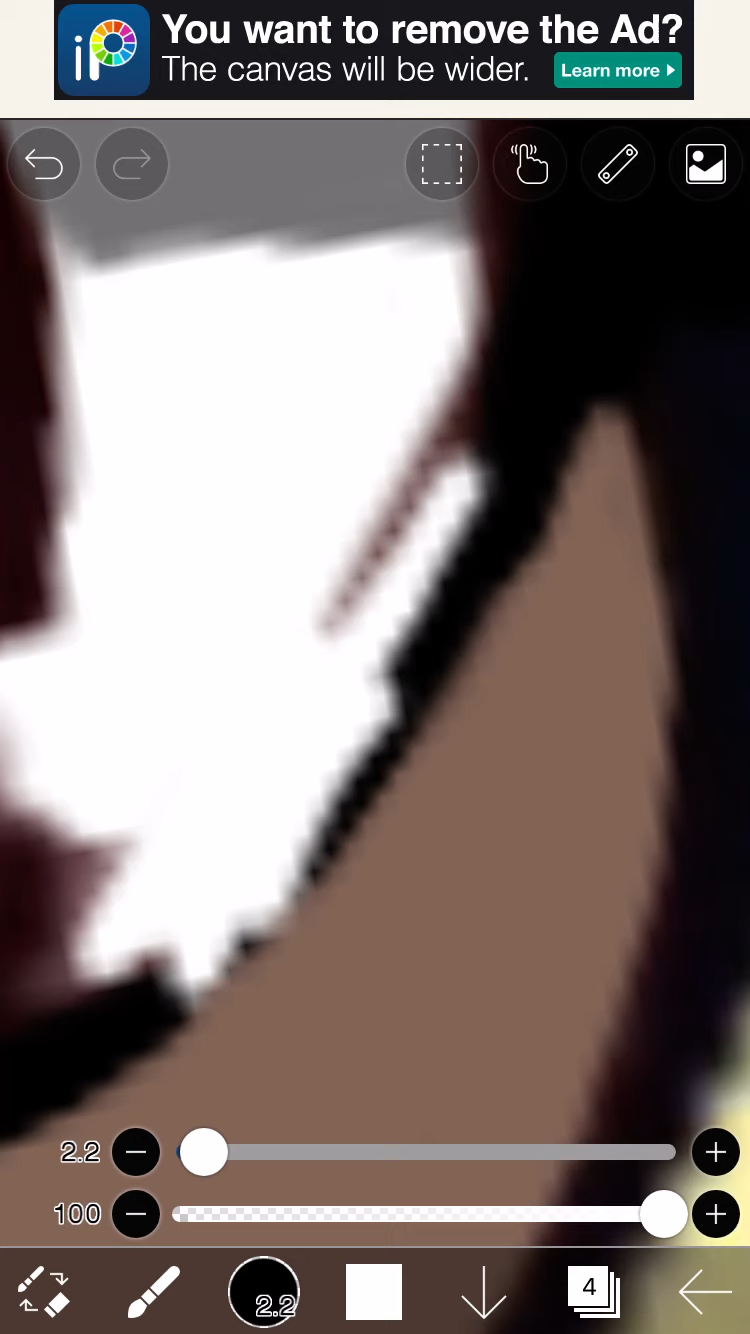 iP
You want to remove the Ad?
The canvas will be wider.
Learn more
2.2
100
2.2
4